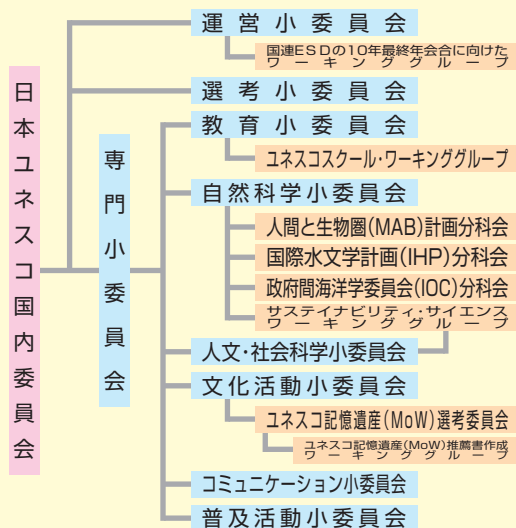 日本ユネスコ国内委員会
専門小委員会
運営小委員会
国連ESDの10年最終年会合に向けた
ワーキンググループ
選考小委員会
教育小委員会
ユネスコスクール・ワーキンググループ
自然科学小委員会
人間と生物圏(MAB)計画分科会
国際水文学計画(IHP)分科会
政府間海洋学委員会(IOC)分科会
サステイナビリティ・サイエンス
ワーキンググループ
人文・社会科学小委員会
文化活動小委員会
ユネスコ記憶遺産(MoW)選考委員会
ユネスコ記憶遺産(MoW)推薦書作成
ワーキンググループ
コミュニケーション小委員会
普及活動小委員会